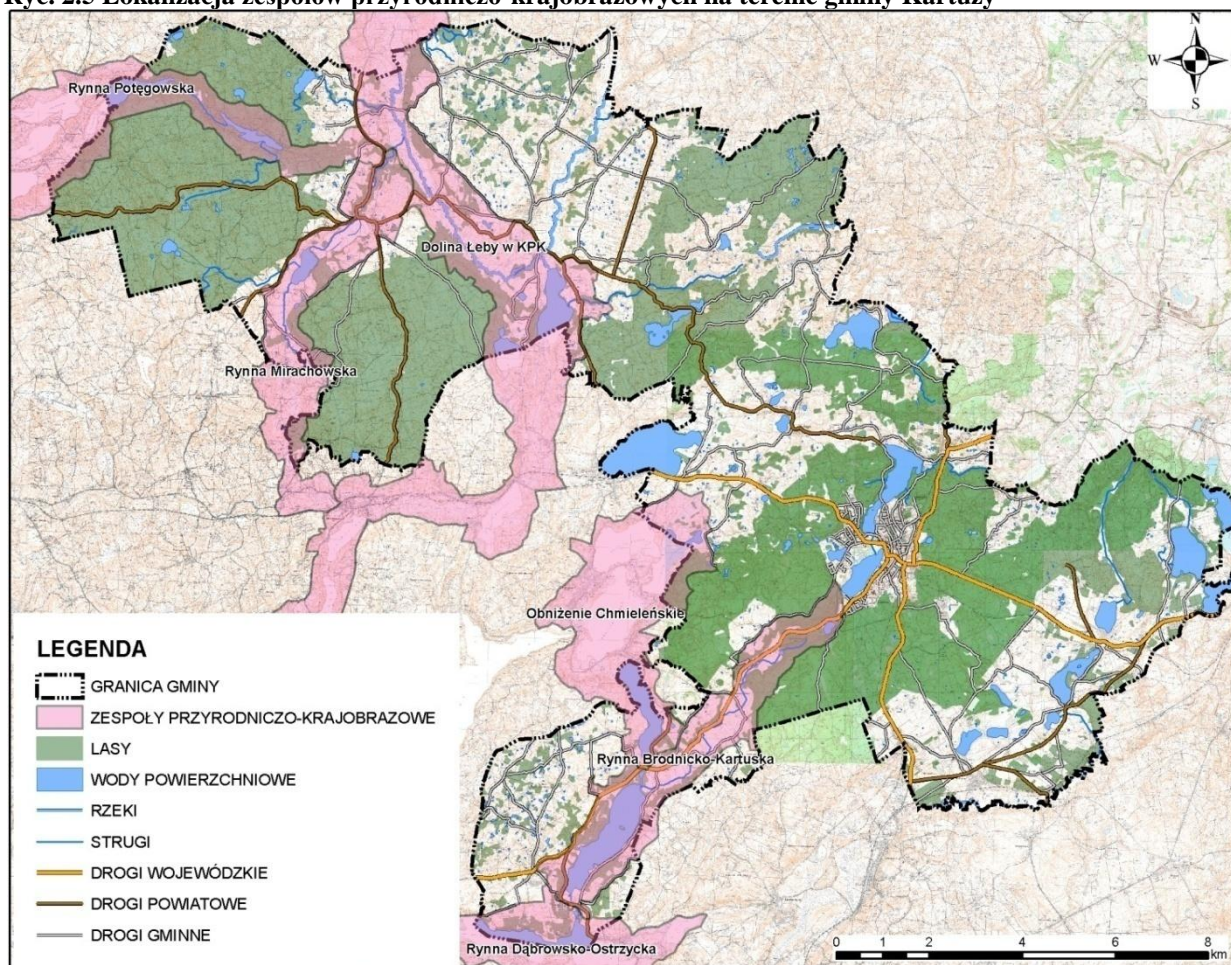 Ryc. 2.5 Lokalizacja zespołów przyrodniczo-krajobrazowych na terenie gminy Kartuzy
N
W
S
Rynna Potęgowska
Dolina Łeby w KPK
Rynna Mirachowska
Obniżenie Chmieleńskie
Rynna Brodnicko-Kartuska
Rynna Dąbrowsko-Ostrzycka
LEGENDA
GRANICA GMINY
ZESPOŁY PRZYRODNICZO-KRAJOBRAZOWE
LASY
WODY POWIERZCHNIOWE
RZEKI
STRUGI
DROGI WOJEWÓDZKIE
DROGI POWIATOWE
DROGI GMINNE
0 1 2 4 6 8
km